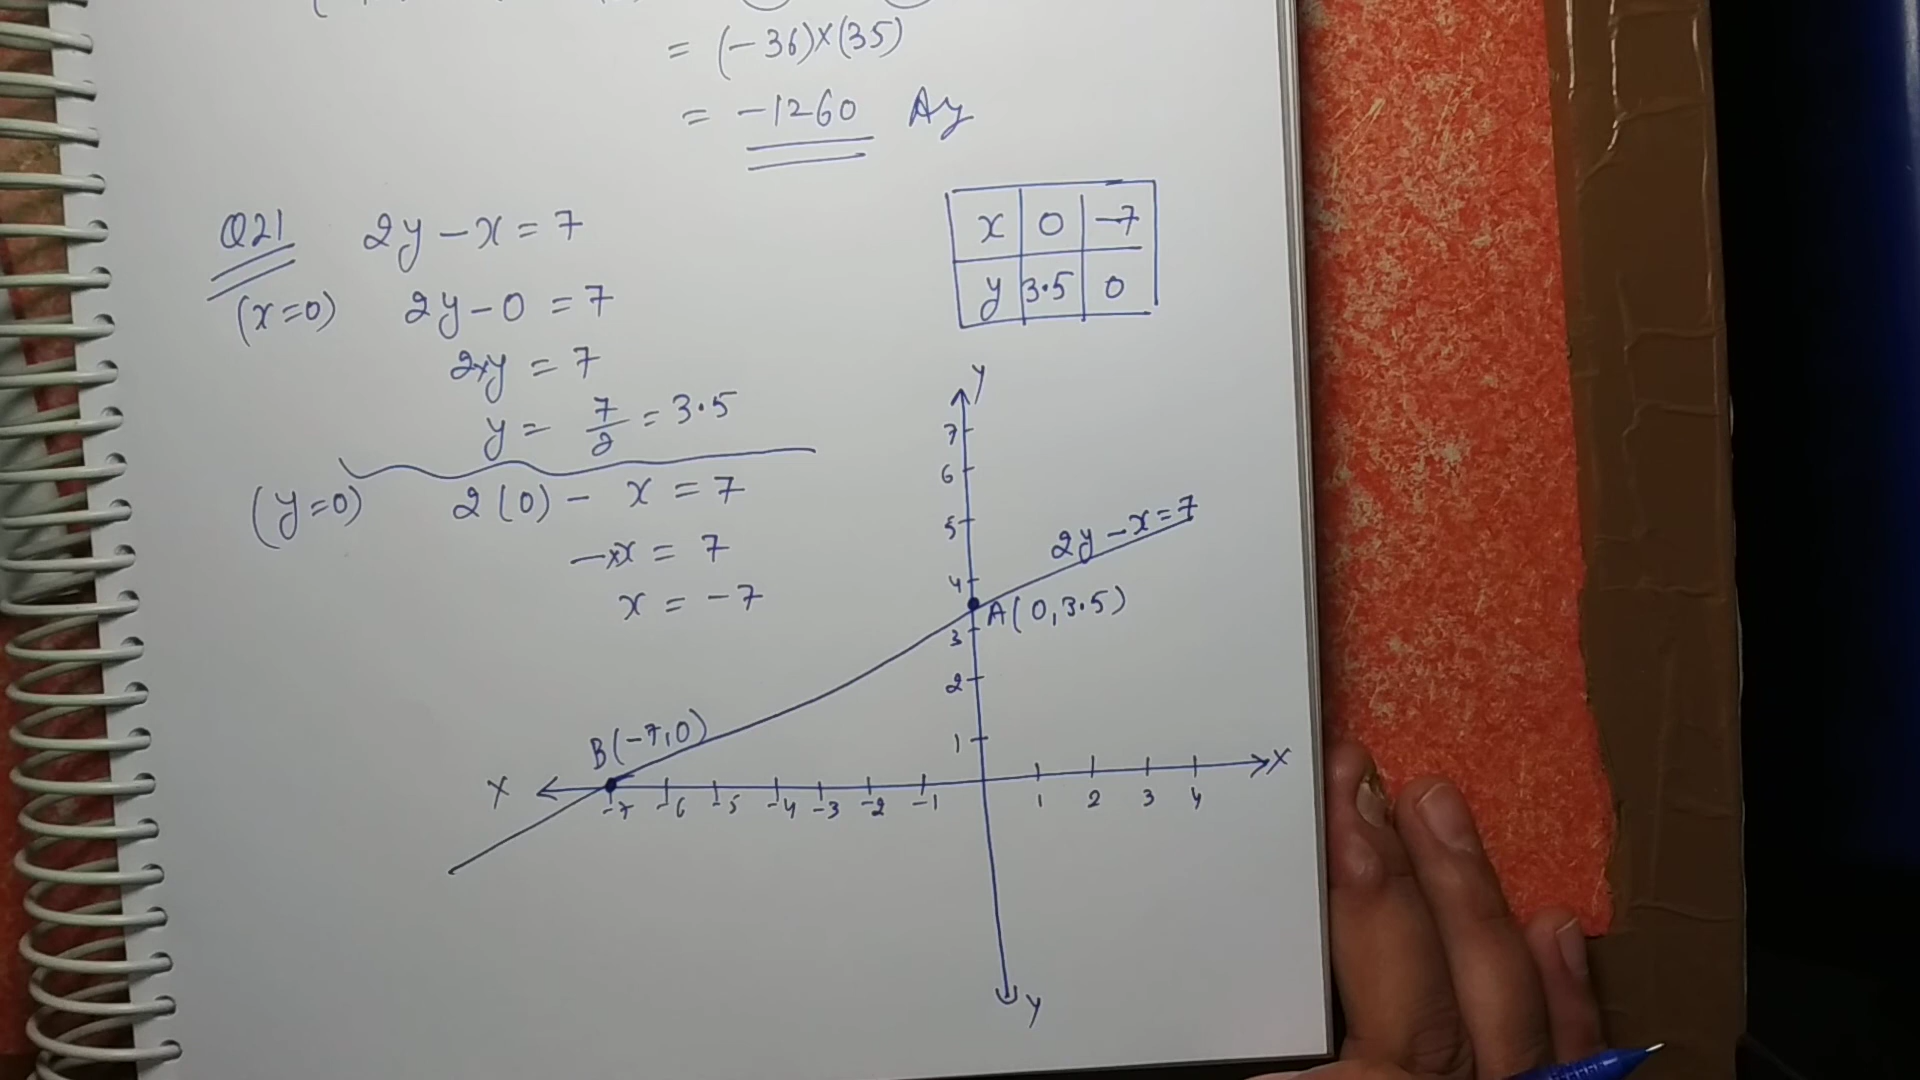 = (-36)×(35)
= -1260 Ay
Q21 2y - x = 7
(x=0) 2y - 0 = 7
2×y = 7
y = 7/2 = 3.5
(y=0) 2(0) - x = 7
-x = 7
x = -7
x 0 -7
y 3.5 0
y
7
6
5
4
3
2
1
2y - x = 7
A(0, 3.5)
B(-7, 0)
X
X
-7 -6 -5 -4 -3 -2 -1 1 2 3 4
y